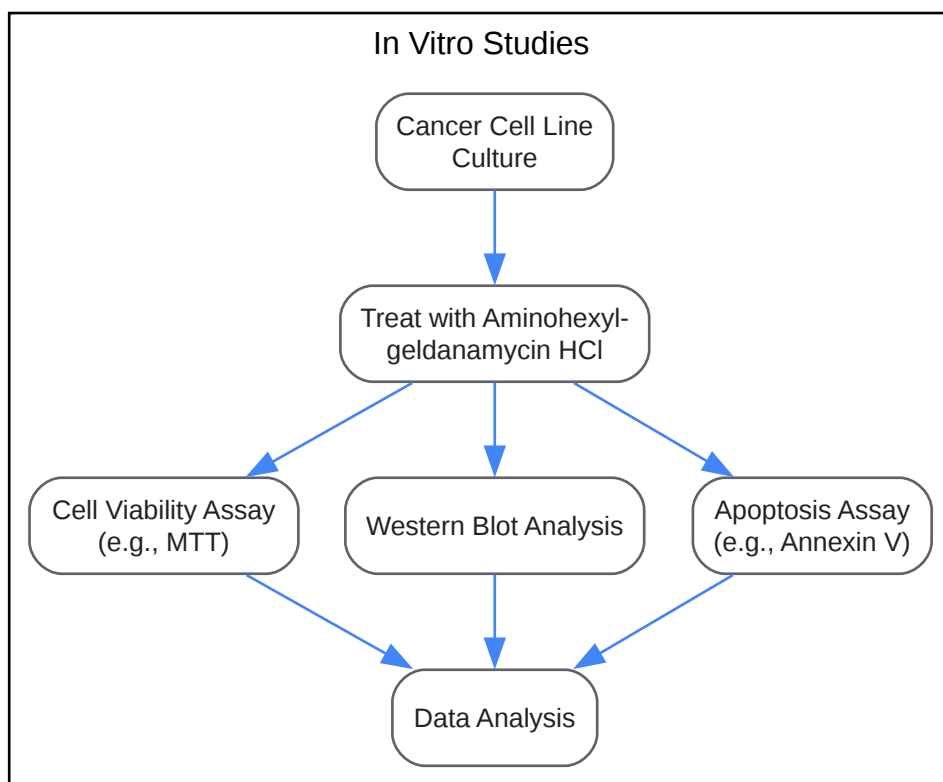 In Vitro Studies
Cancer Cell Line
Culture
Treat with Aminohexyl-
geldanamycin HCl
Cell Viability Assay
(e.g., MTT)
Western Blot Analysis
Apoptosis Assay
(e.g., Annexin V)
Data Analysis